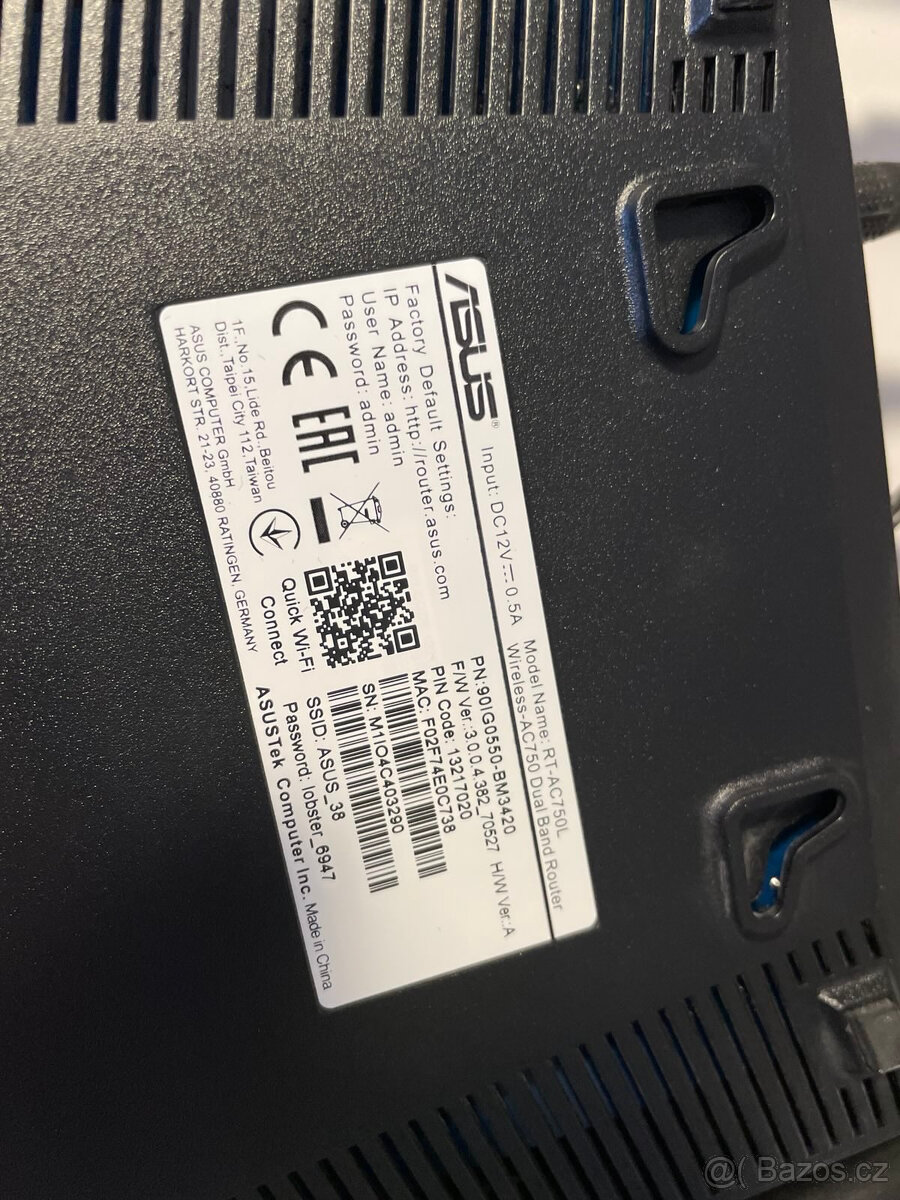 ASUS® Input: DC12V⎓0.5A
Model Name: RT-AC750L
Wireless-AC750 Dual Band Router
Factory Default Settings:
IP Address: http://router.asus.com
User Name: admin
Password: admin
PN:90IG0550-BM3420
F/W Ver.:3.0.0.4.382_70527 H/W Ver.:A
PIN Code: 13217020
MAC: F02F74E0C738
SN: M1IO4C403290
SSID: ASUS_38
Password: lobster_6947
CE EAC
Quick Wi-Fi
Connect
1F.,No.15,Lide Rd.,Beitou
Dist.,Taipei City 112,Taiwan
ASUS COMPUTER GmbH
HARKORT STR. 21-23, 40880 RATINGEN, GERMANY
ASUSTek Computer Inc. Made in China
@( Bazos.cz